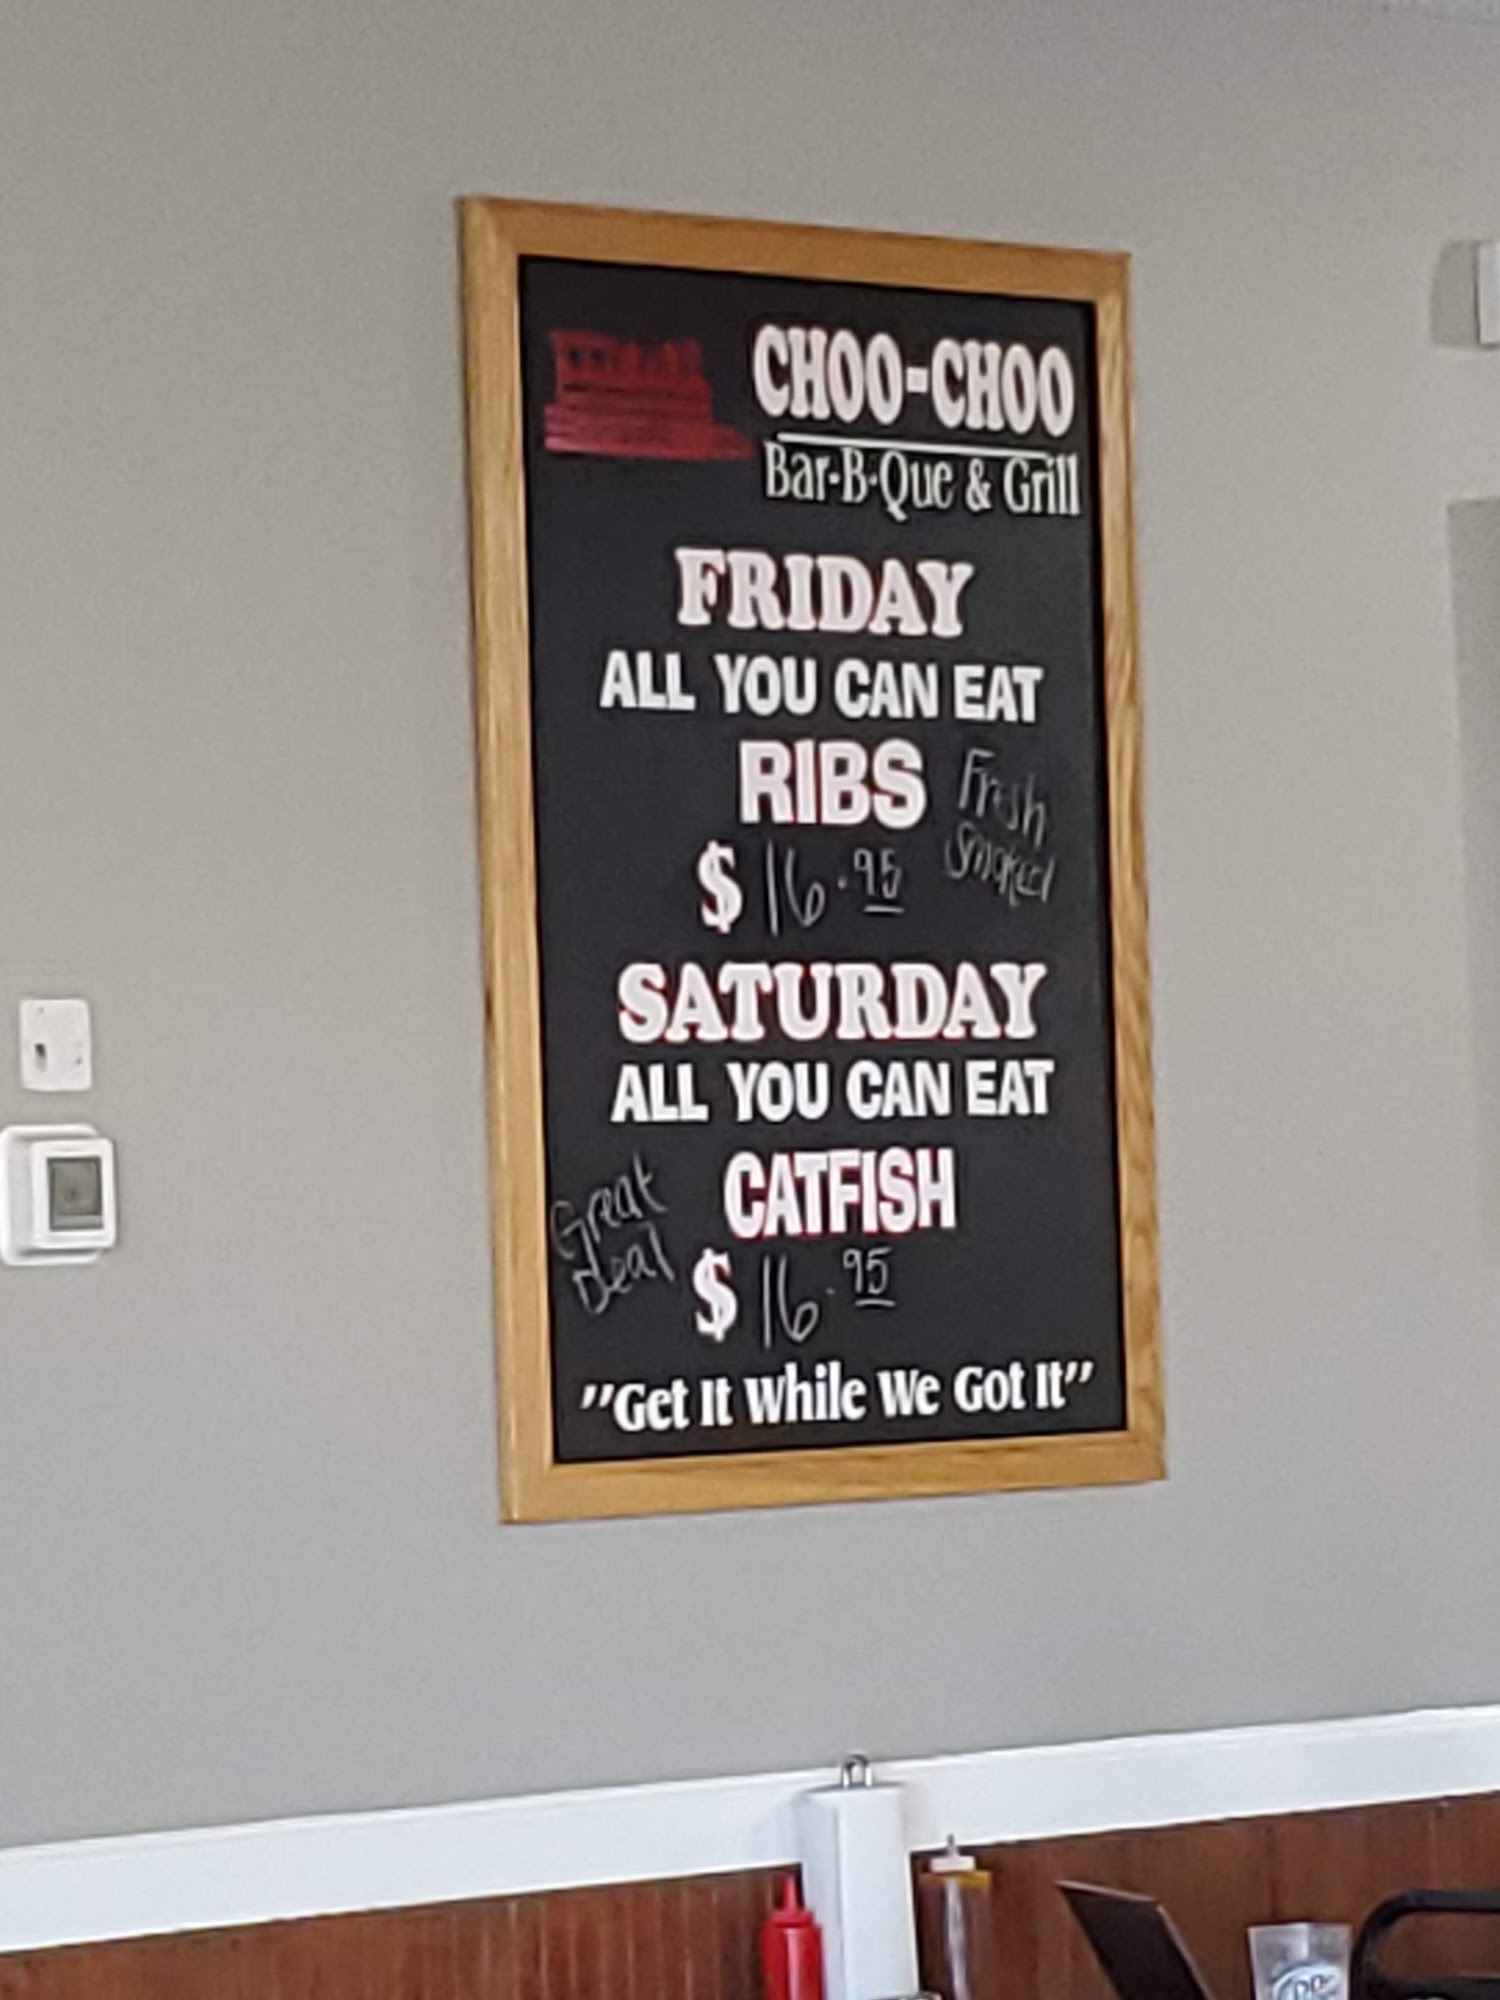 CHOO-CHOO
Bar-B-Que & Grill
FRIDAY
ALL YOU CAN EAT
RIBS
Fresh
Smoked
$ 16.95
SATURDAY
ALL YOU CAN EAT
CATFISH
Great
Deal
$ 16.95
"Get It While We Got It"